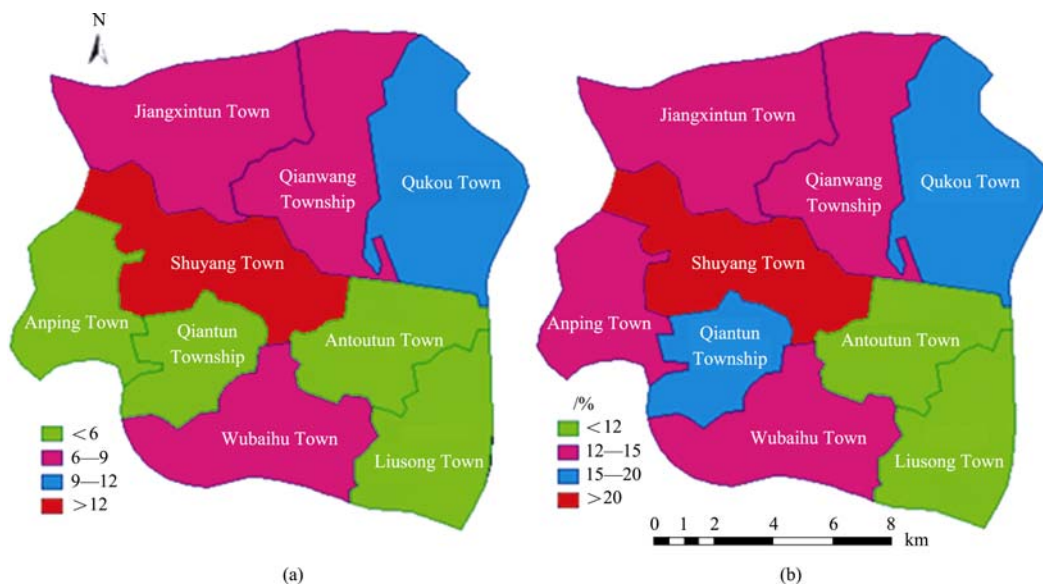 N
Jiangxintun Town
Qianwang
Township
Qukou Town
Shuyang Town
Anping Town
Qiantun
Township
Antoutun Town
Wubaihu Town
Liusong Town
<6
6—9
9—12
>12
(a)
Jiangxintun Town
Qianwang
Township
Qukou Town
Shuyang Town
Anping Town
Qiantun
Township
Antoutun Town
Wubaihu Town
Liusong Town
/%
<12
12—15
15—20
>20
0 1 2 4 6 8
km
(b)